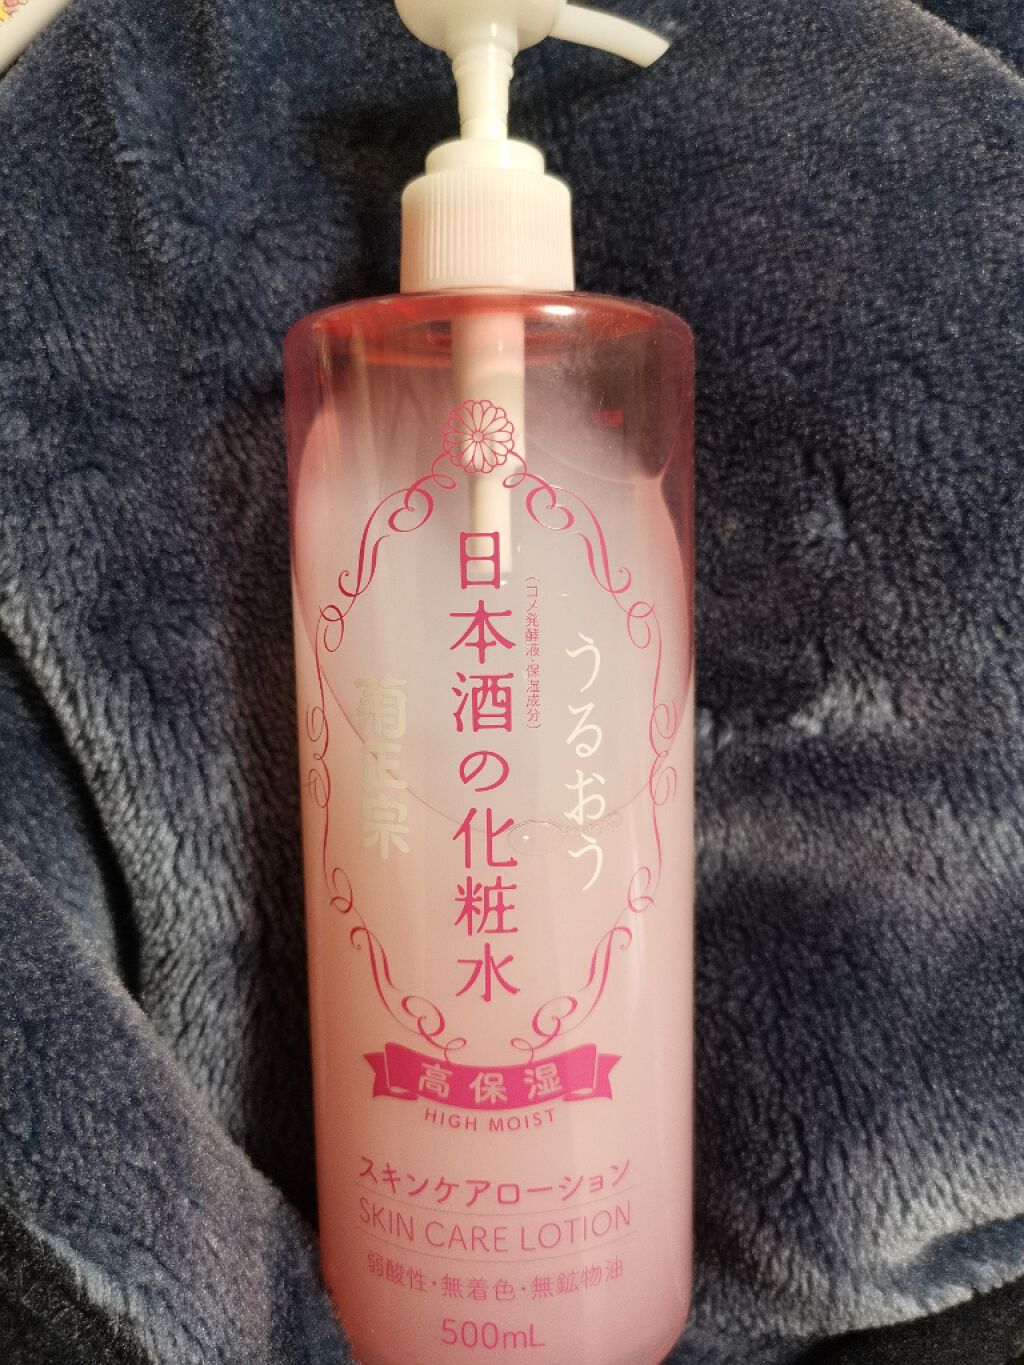 うるおう
(コメ発酵液・保湿成分)
日本酒の化粧水
菊正宗
高保湿
HIGH MOIST
スキンケアローション
SKIN CARE LOTION
弱酸性・無着色・無鉱物油
500mL